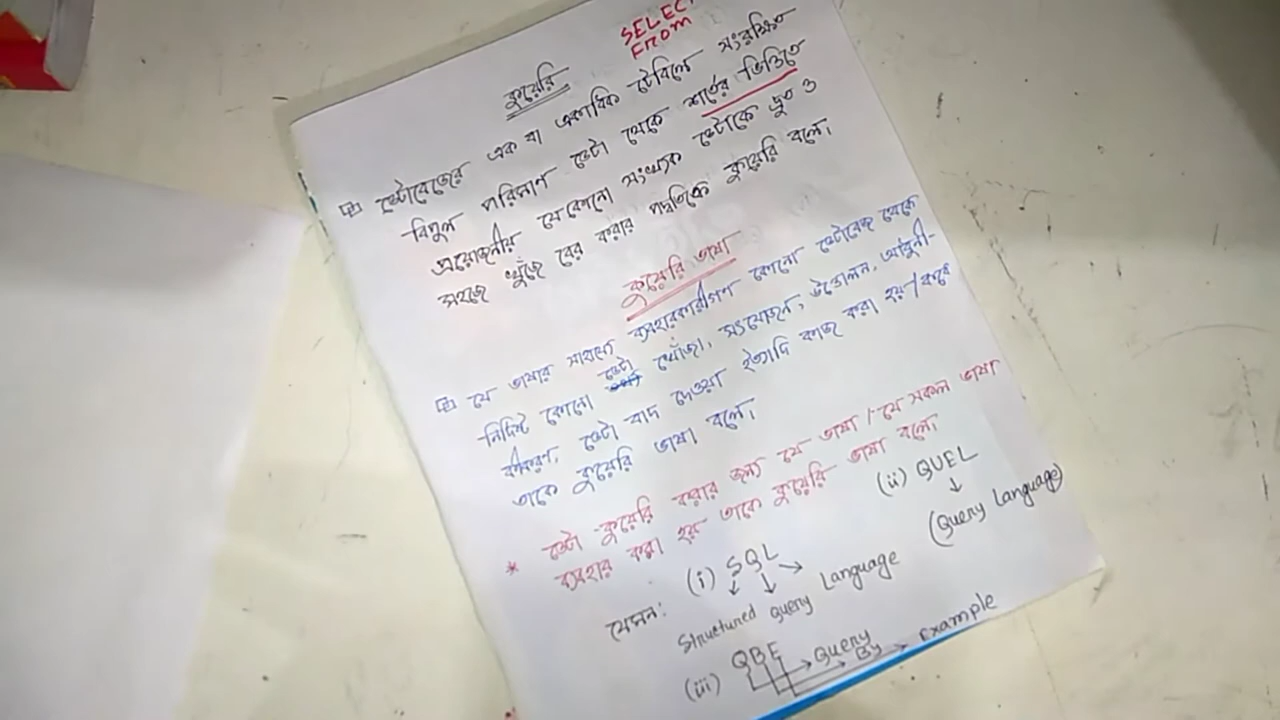 SELECT
FROM
কুয়েরি
ডেটাবেজের এক বা একাধিক টেবিলে সংরক্ষিত
বিপুল পরিমাণ ডেটা থেকে শর্তের ভিত্তিতে
প্রয়োজনীয় যেকোনো সংখ্যক ডেটাকে দ্রুত ও
সহজে খুঁজে বের করার পদ্ধতিকে কুয়েরি বলে।
কুয়েরি ভাষা
যে ভাষার সাহায্যে ব্যবহারকারীগণ কোনো ডেটাবেজ থেকে
নির্দিষ্ট কোনো ডেটা খোঁজা, সংযোজন, উত্তোলন, আধুনী-
কীকরণ, ডেটা বাদ দেওয়া ইত্যাদি কাজ করা হয়/করে
তাকে কুয়েরি ভাষা বলে।
* ডেটা কুয়েরি করার জন্য যে ভাষা/যে সকল ভাষা
ব্যবহার করা হয় তাকে কুয়েরি ভাষা বলে।
যেমন: (i) SQL (ii) QUEL
Structured query Language (Query Language)
(iii) QBE Query By Example